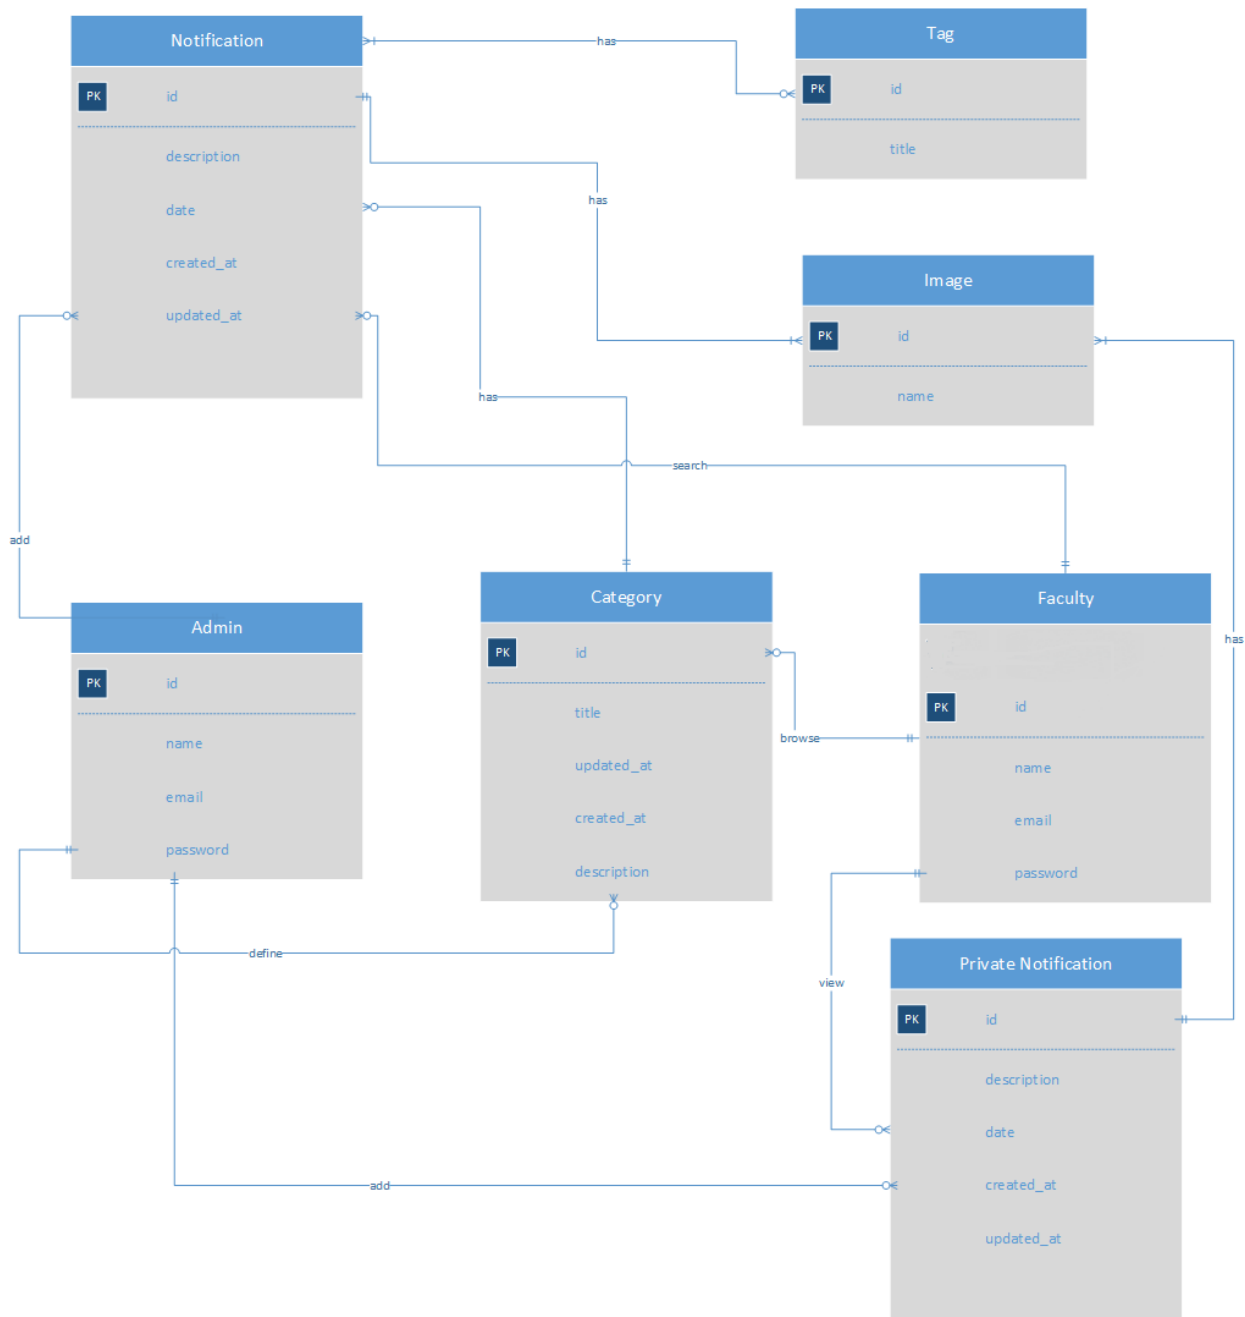 Notification
PK id
description
date
created_at
updated_at
has
Tag
PK id
title
has
Image
PK id
name
has
search
add
Admin
PK id
name
email
password
Category
PK id
title
updated_at
created_at
description
browse
Faculty
PK id
name
email
password
has
define
view
Private Notification
PK id
description
date
created_at
updated_at
add